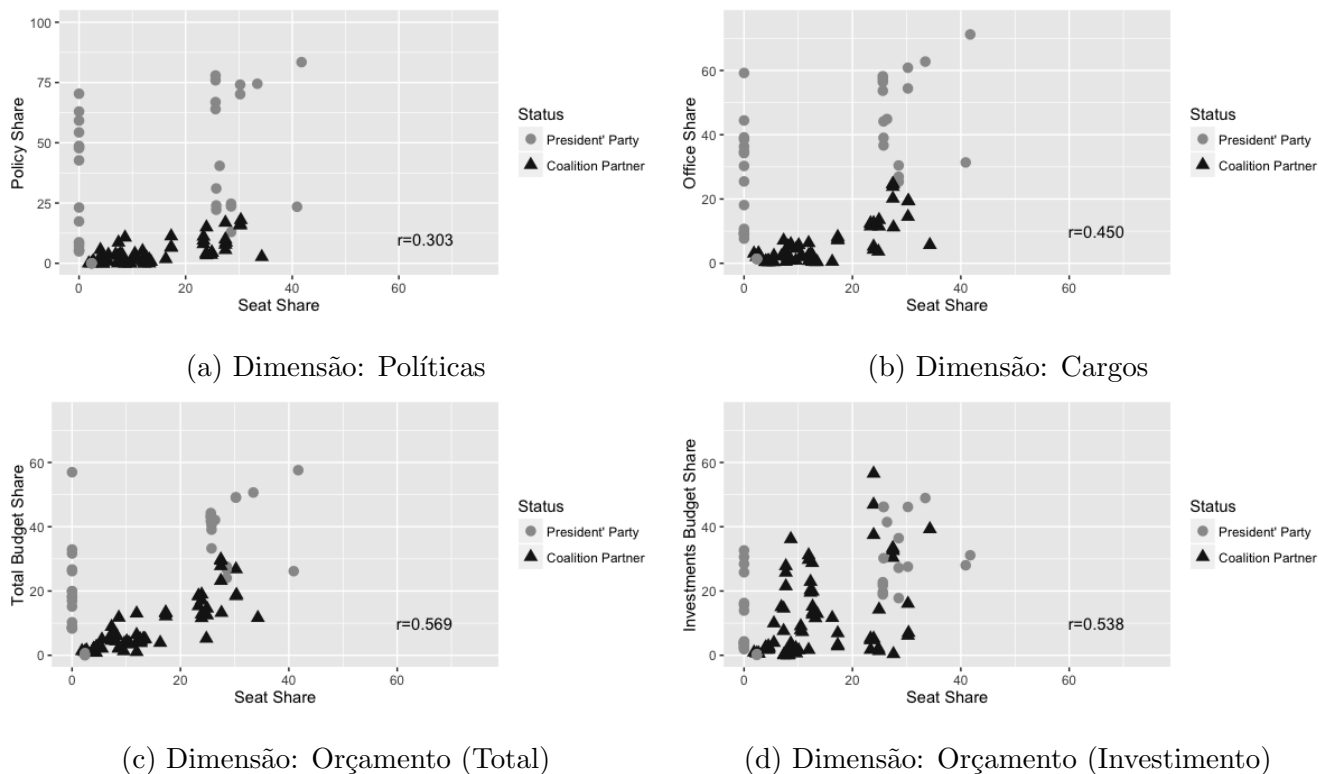 100
75
50
25
0
Policy Share
0 20 40 60
Seat Share
r=0.303
Status
President' Party
Coalition Partner
(a) Dimensão: Políticas
60
40
20
0
Office Share
0 20 40 60
Seat Share
r=0.450
Status
President' Party
Coalition Partner
(b) Dimensão: Cargos
60
40
20
0
Total Budget Share
0 20 40 60
Seat Share
r=0.569
Status
President' Party
Coalition Partner
(c) Dimensão: Orçamento (Total)
60
40
20
0
Investments Budget Share
0 20 40 60
Seat Share
r=0.538
Status
President' Party
Coalition Partner
(d) Dimensão: Orçamento (Investimento)